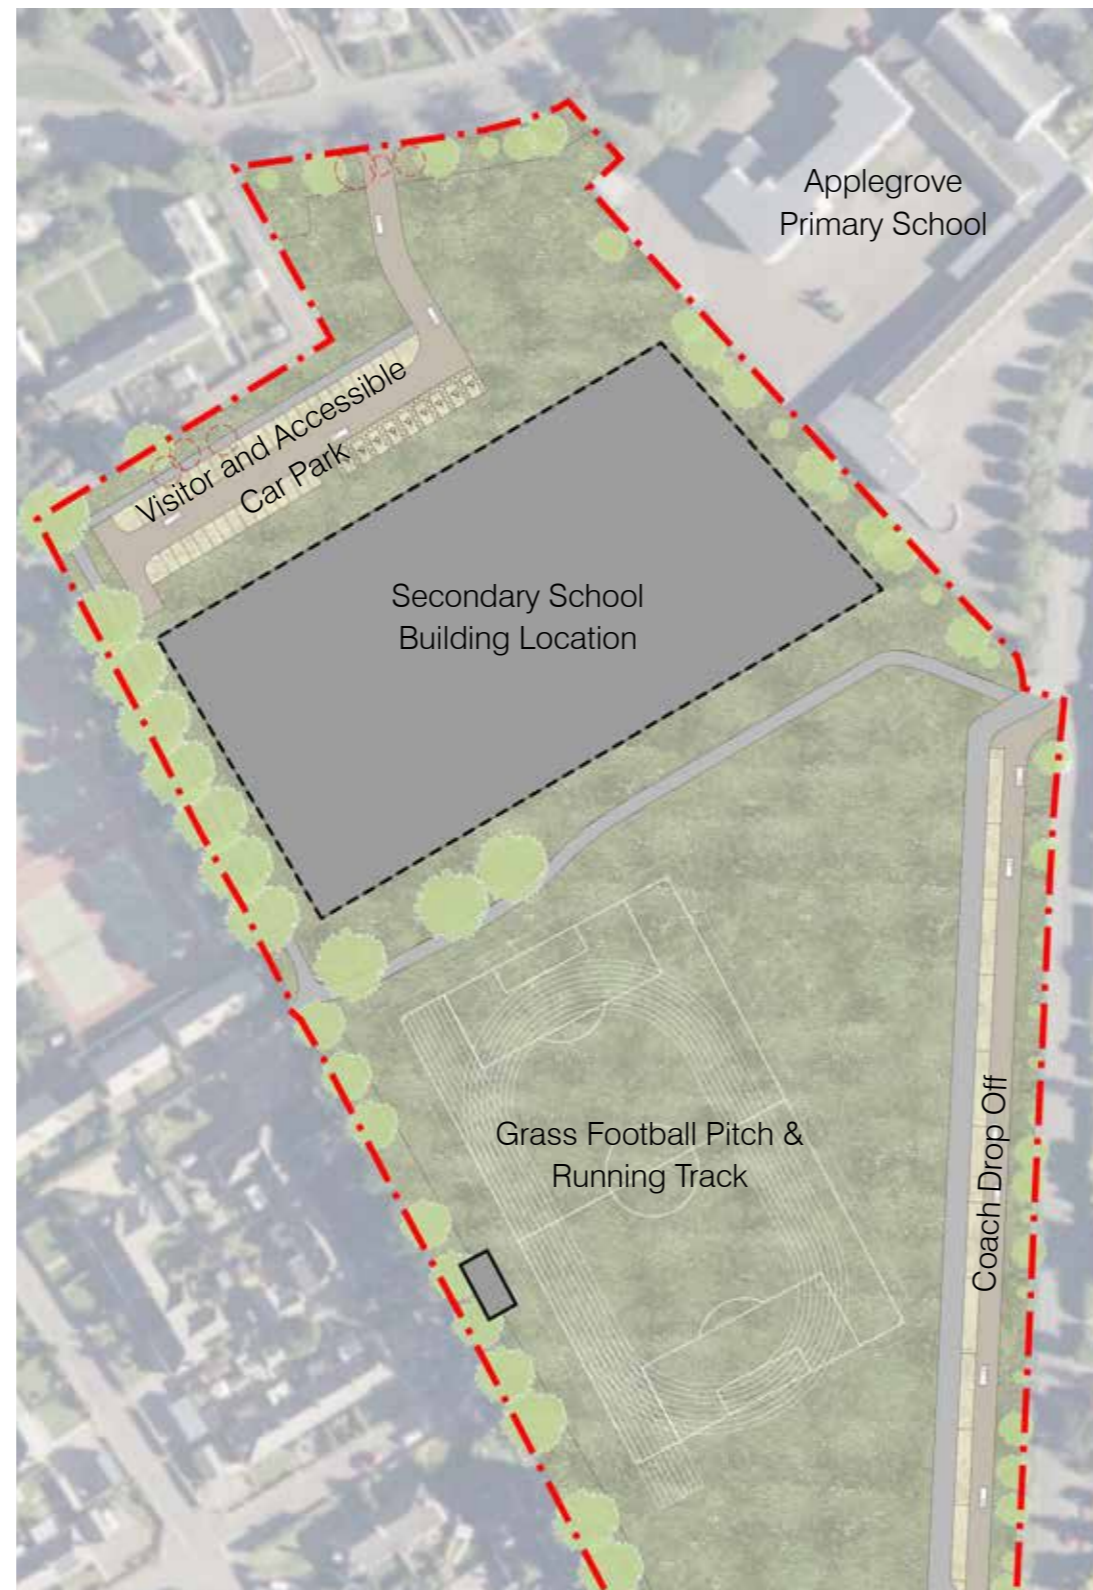 Applegrove
Primary School
Visitor and Accessible
Car Park
Secondary School
Building Location
Grass Football Pitch &
Running Track
Coach Drop Off